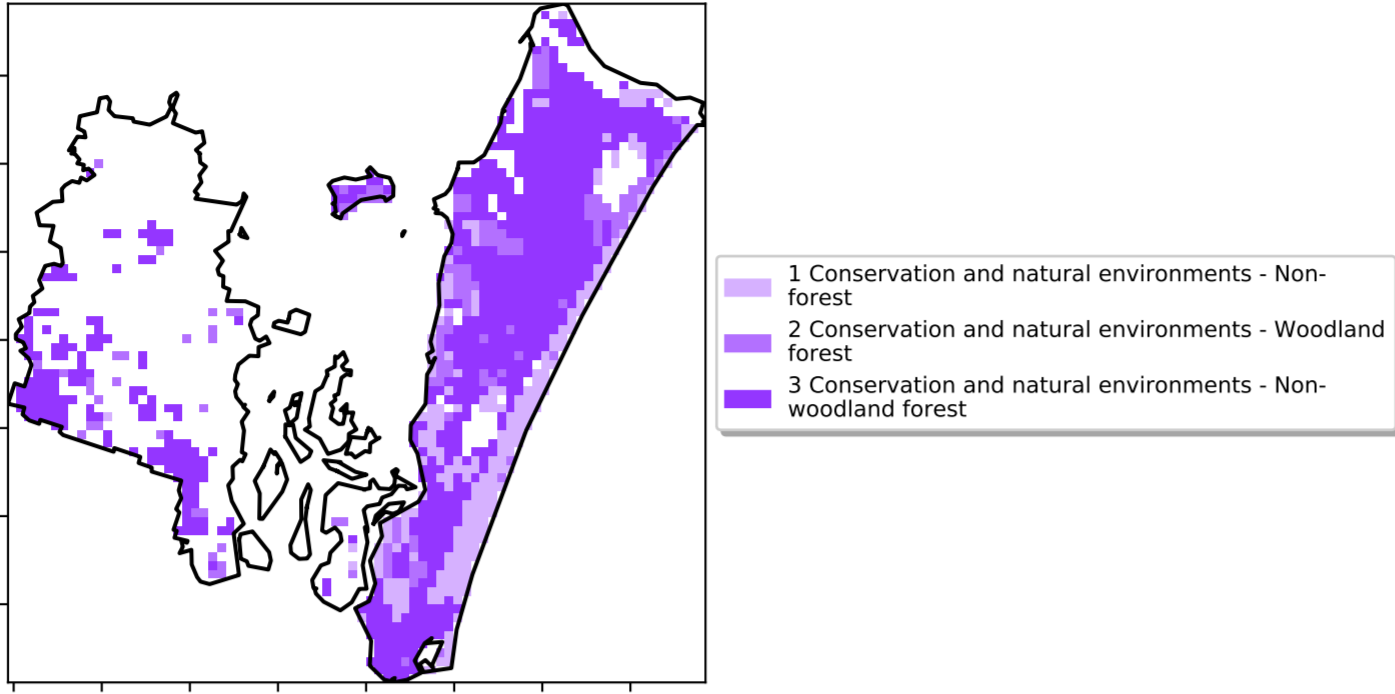 1 Conservation and natural environments - Non-
forest
2 Conservation and natural environments - Woodland
forest
3 Conservation and natural environments - Non-
woodland forest